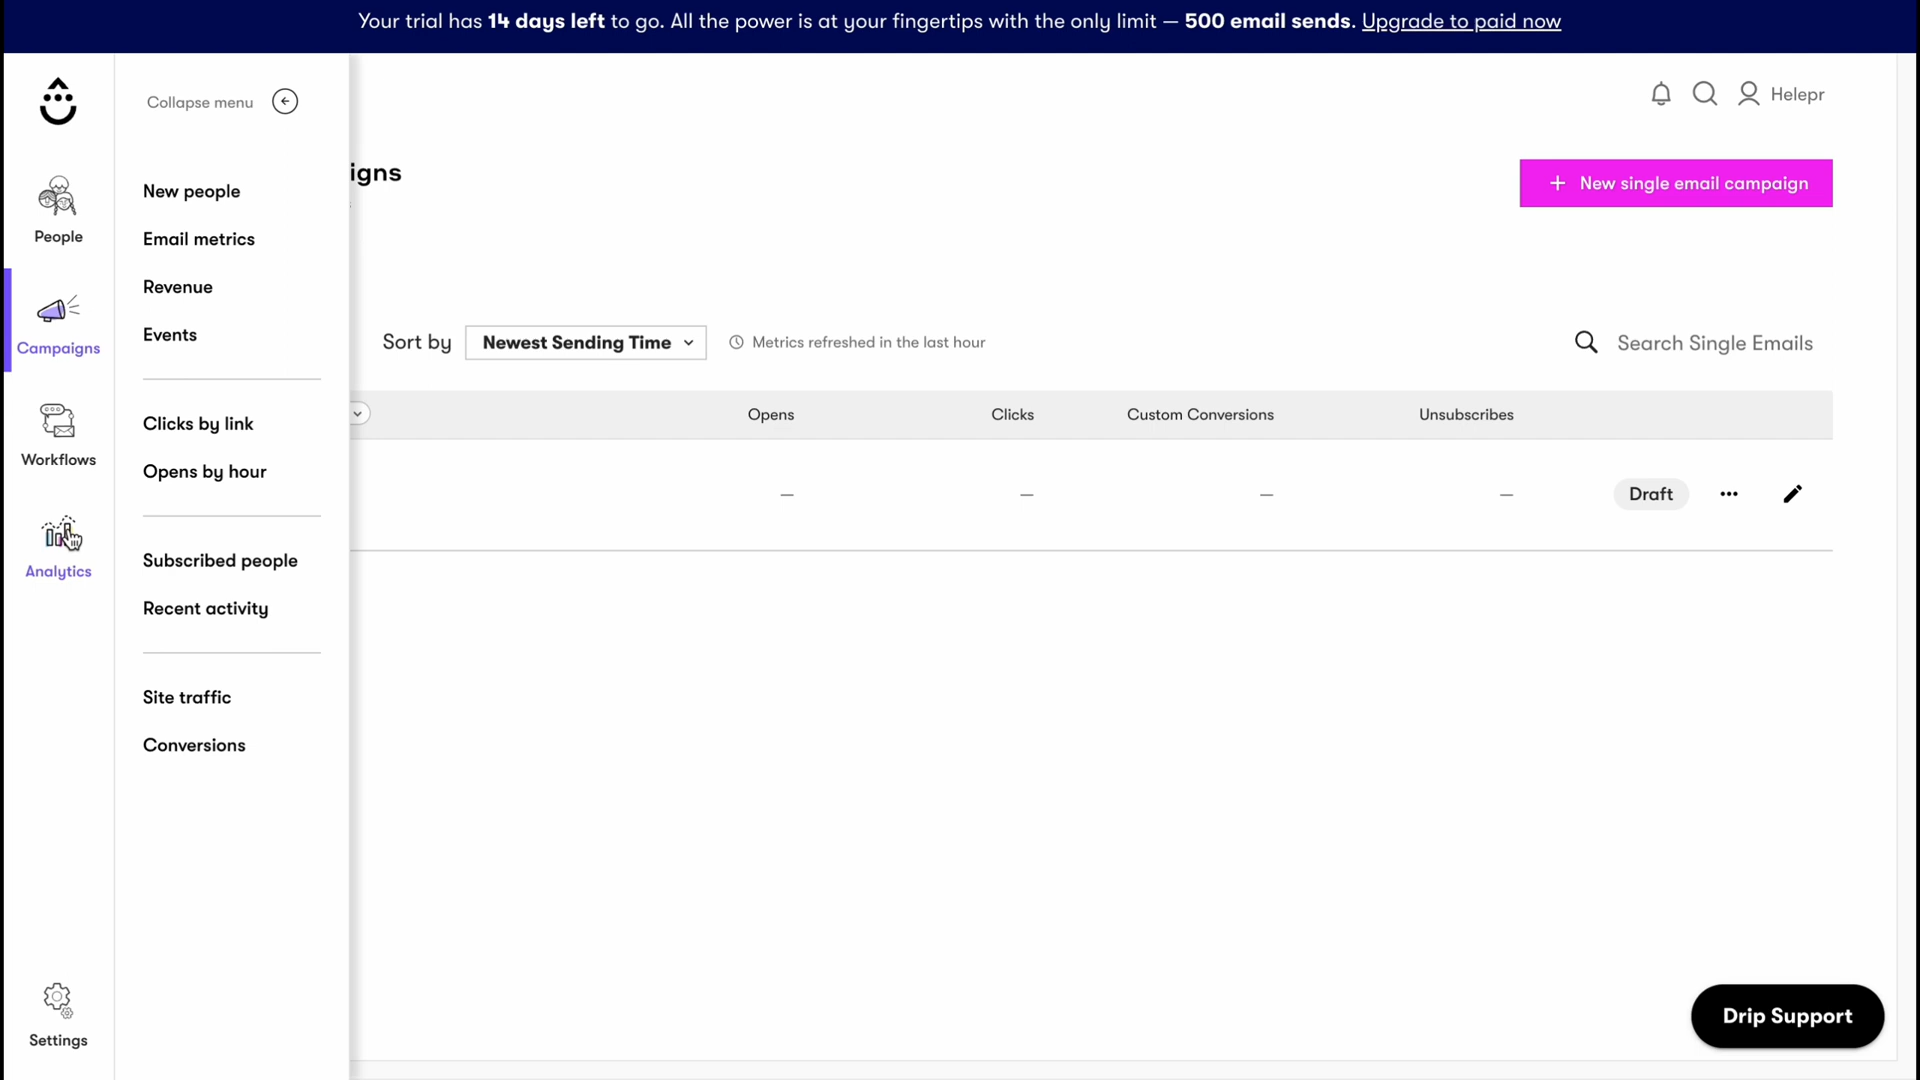 Your trial has 14 days left to go. All the power is at your fingertips with the only limit — 500 email sends. Upgrade to paid now
Collapse menu
Helepr
People
Campaigns
Workflows
Analytics
Settings
New people
Email metrics
Revenue
Events
Clicks by link
Opens by hour
Subscribed people
Recent activity
Site traffic
Conversions
igns
+ New single email campaign
Sort by Newest Sending Time Metrics refreshed in the last hour
Search Single Emails
Opens Clicks Custom Conversions Unsubscribes
— — — — Draft
Drip Support